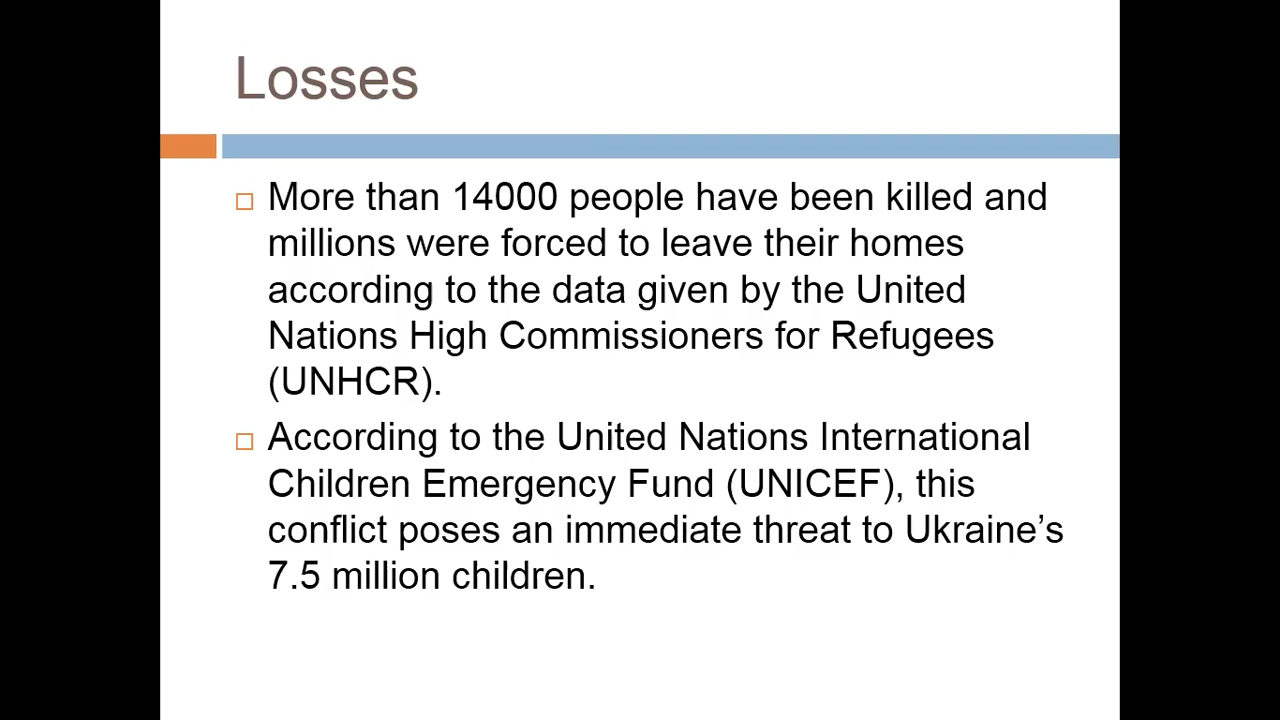 Losses
More than 14000 people have been killed and
millions were forced to leave their homes
according to the data given by the United
Nations High Commissioners for Refugees
(UNHCR).
According to the United Nations International
Children Emergency Fund (UNICEF), this
conflict poses an immediate threat to Ukraine’s
7.5 million children.